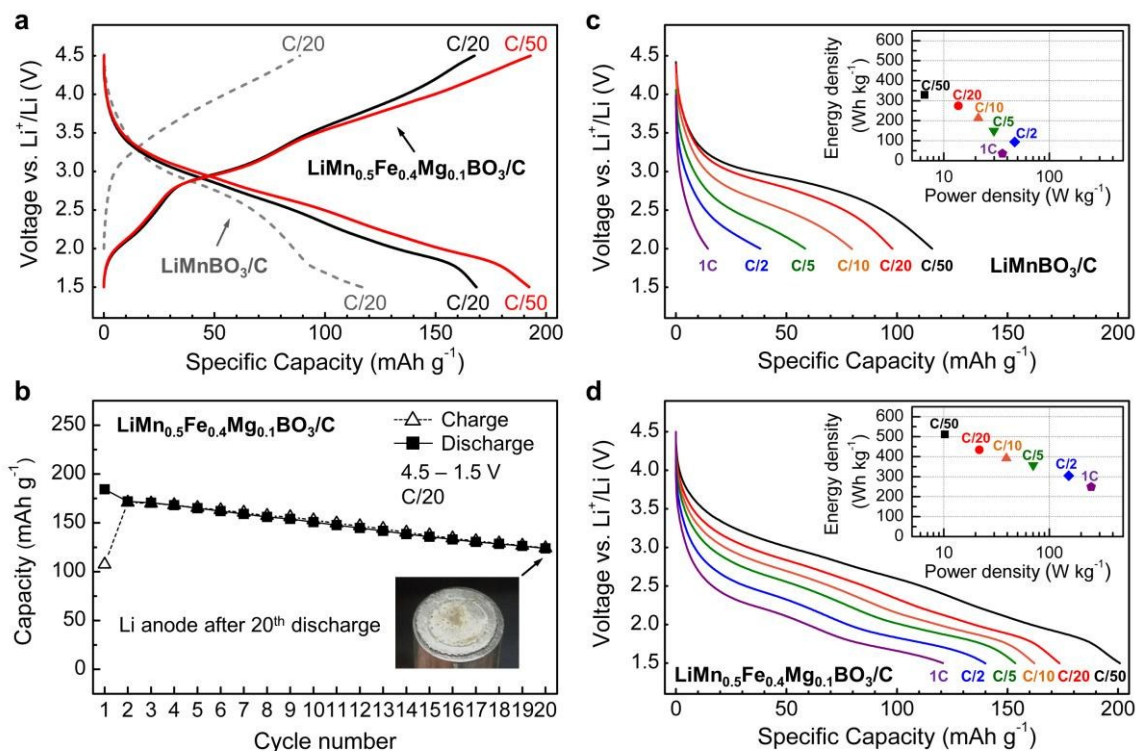 a
C/20
C/20
C/50
4.5
4.0
3.5
3.0
2.5
2.0
1.5
Voltage vs. Li⁺/Li (V)
LiMn₀.₅Fe₀.₄Mg₀.₁BO₃/C
LiMnBO₃/C
C/20
C/20
C/50
0
50
100
150
200
Specific Capacity (mAh g⁻¹)
c
4.5
4.0
3.5
3.0
2.5
2.0
1.5
Voltage vs. Li⁺/Li (V)
600
500
400
300
200
100
0
Energy density
(Wh kg⁻¹)
C/50
C/20
C/10
C/5
C/2
1C
10
100
Power density (W kg⁻¹)
1C
C/2
C/5
C/10
C/20
C/50
LiMnBO₃/C
0
50
100
150
200
Specific Capacity (mAh g⁻¹)
b
250
200
150
100
50
0
Capacity (mAh g⁻¹)
LiMn₀.₅Fe₀.₄Mg₀.₁BO₃/C
Charge
Discharge
4.5 – 1.5 V
C/20
Li anode after 20ᵗʰ discharge
1 2 3 4 5 6 7 8 9 10 11 12 13 14 15 16 17 18 19 20
Cycle number
d
4.5
4.0
3.5
3.0
2.5
2.0
1.5
Voltage vs. Li⁺/Li (V)
600
500
400
300
200
100
0
Energy density
(Wh kg⁻¹)
C/50
C/20
C/10
C/5
C/2
1C
10
100
Power density (W kg⁻¹)
1C
C/2
C/5
C/10
C/20
C/50
LiMn₀.₅Fe₀.₄Mg₀.₁BO₃/C
0
50
100
150
200
Specific Capacity (mAh g⁻¹)